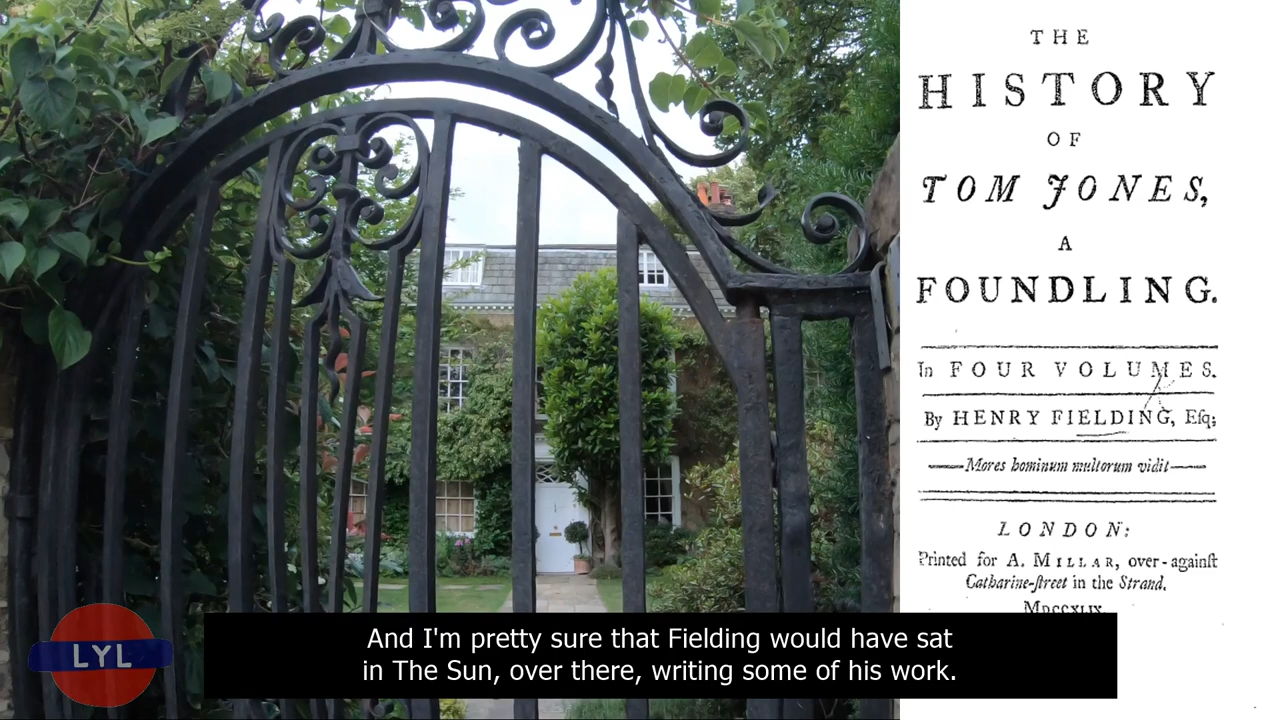 THE
HISTORY
OF
TOM JONES,
A
FOUNDLING.
In FOUR VOLUMES.
By HENRY FIELDING, Esq;
—Mores hominum multorum vidit—
LONDON:
Printed for A. MILLAR, over-against
Catharine-ſtreet in the Strand.
MDCCXLIX.
LYL
And I'm pretty sure that Fielding would have sat
in The Sun, over there, writing some of his work.